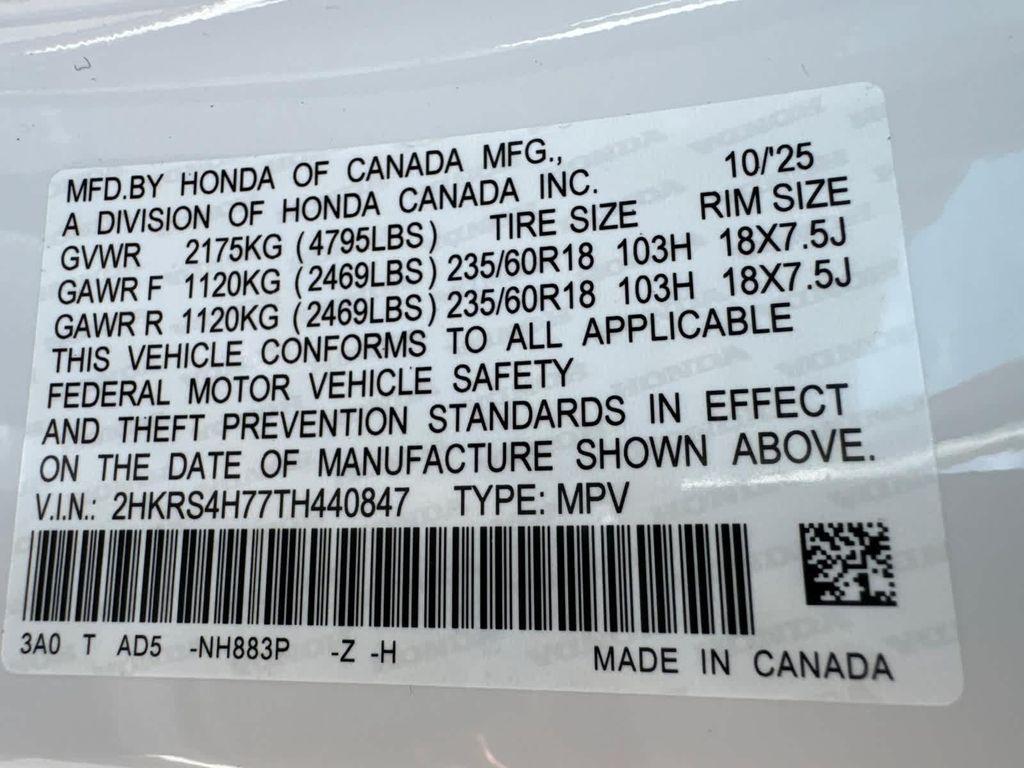 MFD.BY HONDA OF CANADA MFG., 10/'25
A DIVISION OF HONDA CANADA INC.
GVWR 2175KG (4795LBS) TIRE SIZE RIM SIZE
GAWR F 1120KG (2469LBS) 235/60R18 103H 18X7.5J
GAWR R 1120KG (2469LBS) 235/60R18 103H 18X7.5J
THIS VEHICLE CONFORMS TO ALL APPLICABLE
FEDERAL MOTOR VEHICLE SAFETY
AND THEFT PREVENTION STANDARDS IN EFFECT
ON THE DATE OF MANUFACTURE SHOWN ABOVE.
V.I.N.: 2HKRS4H77TH440847 TYPE: MPV
3A0 T AD5 -NH883P -Z -H
MADE IN CANADA